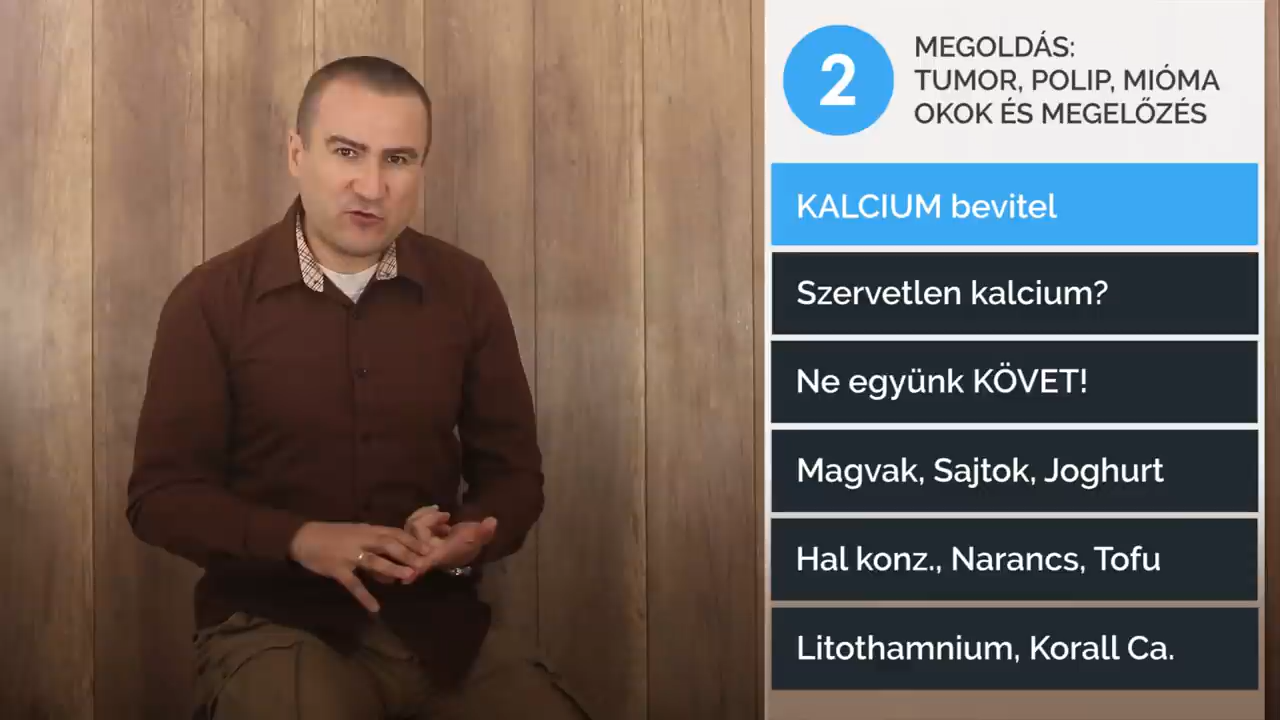 2
MEGOLDÁS:
TUMOR, POLIP, MIÓMA
OKOK ÉS MEGELŐZÉS
KALCIUM bevitel
Szervetlen kalcium?
Ne együnk KÖVET!
Magvak, Sajtok, Joghurt
Hal konz., Narancs, Tofu
Litothamnium, Korall Ca.